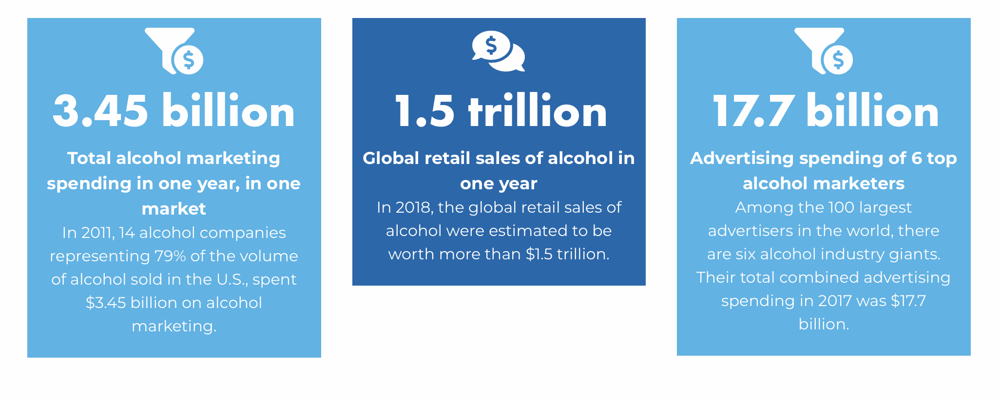 $
3.45 billion
Total alcohol marketing
spending in one year, in one
market
In 2011, 14 alcohol companies
representing 79% of the volume
of alcohol sold in the U.S., spent
$3.45 billion on alcohol
marketing.
$
1.5 trillion
Global retail sales of alcohol in
one year
In 2018, the global retail sales of
alcohol were estimated to be
worth more than $1.5 trillion.
$
17.7 billion
Advertising spending of 6 top
alcohol marketers
Among the 100 largest
advertisers in the world, there
are six alcohol industry giants.
Their total combined advertising
spending in 2017 was $17.7
billion.